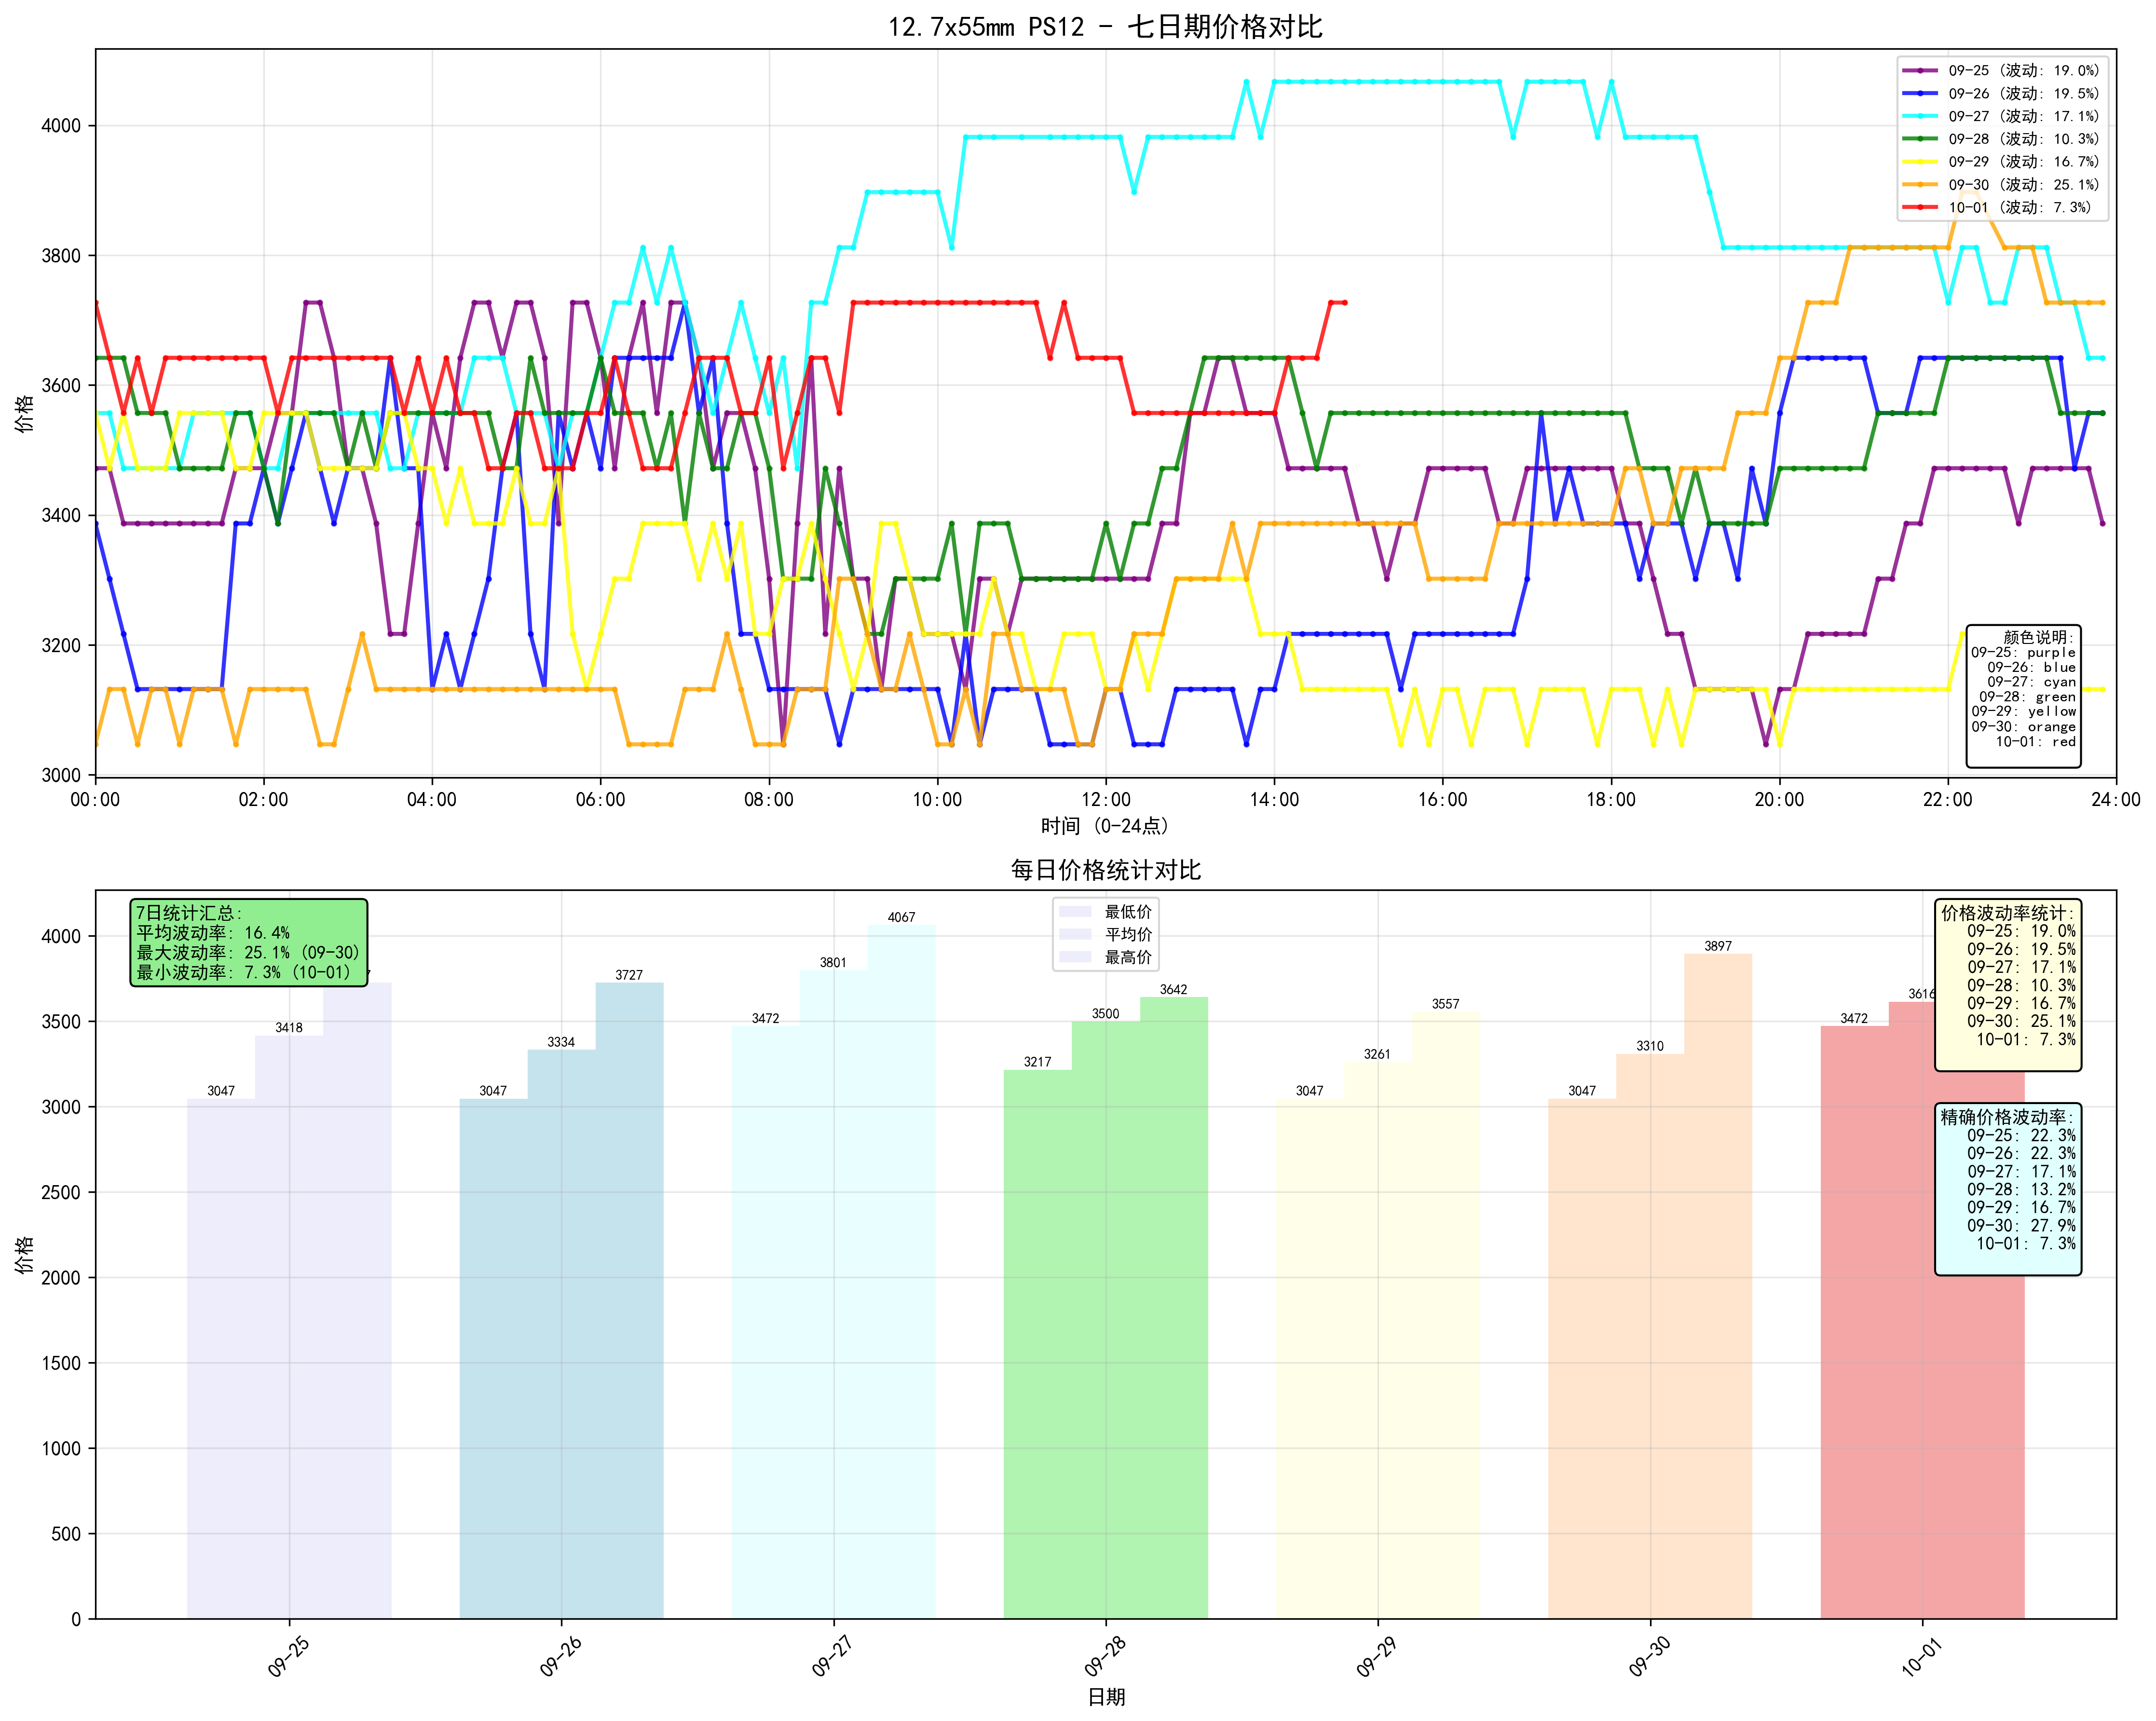 12.7x55mm PS12 - 七日期价格对比
价格
4000
3800
3600
3400
3200
3000
09-25 (波动: 19.0%)
09-26 (波动: 19.5%)
09-27 (波动: 17.1%)
09-28 (波动: 10.3%)
09-29 (波动: 16.7%)
09-30 (波动: 25.1%)
10-01 (波动: 7.3%)
颜色说明:
09-25: purple
09-26: blue
09-27: cyan
09-28: green
09-29: yellow
09-30: orange
10-01: red
00:00 02:00 04:00 06:00 08:00 10:00 12:00 14:00 16:00 18:00 20:00 22:00 24:00
时间 (0-24点)
每日价格统计对比
价格
4000
3500
3000
2500
2000
1500
1000
500
0
7日统计汇总:
平均波动率: 16.4%
最大波动率: 25.1% (09-30)
最小波动率: 7.3% (10-01)
最低价
平均价
最高价
3047 3418
3047 3334 3727
3472 3801 4067
3217 3500 3642
3047 3261 3557
3047 3310 3897
3472 3616
价格波动率统计:
09-25: 19.0%
09-26: 19.5%
09-27: 17.1%
09-28: 10.3%
09-29: 16.7%
09-30: 25.1%
10-01: 7.3%
精确价格波动率:
09-25: 22.3%
09-26: 22.3%
09-27: 17.1%
09-28: 13.2%
09-29: 16.7%
09-30: 27.9%
10-01: 7.3%
09-25 09-26 09-27 09-28 09-29 09-30 10-01
日期